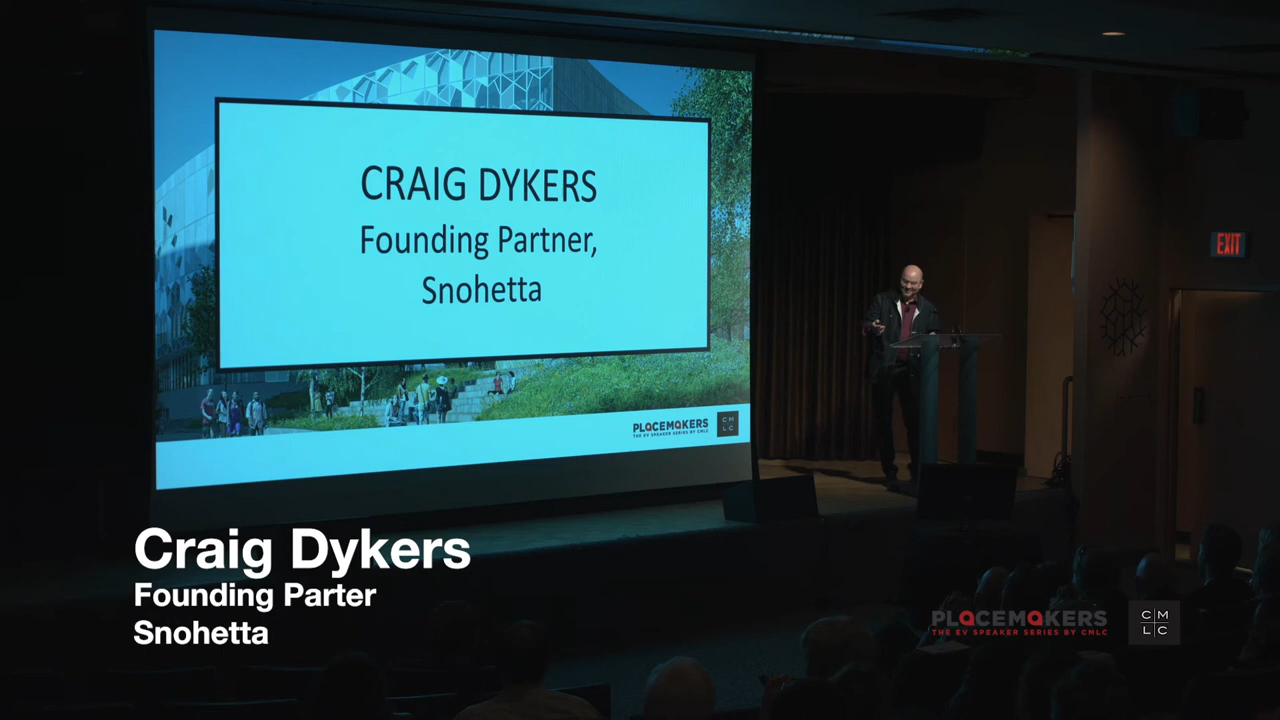 CRAIG DYKERS
Founding Partner,
Snohetta
PLACEMAKERS
THE EV SPEAKER SERIES BY CMLC
CM
LC
EXIT
Craig Dykers
Founding Parter
Snohetta
PLACEMAKERS
THE EV SPEAKER SERIES BY CMLC
CM
LC